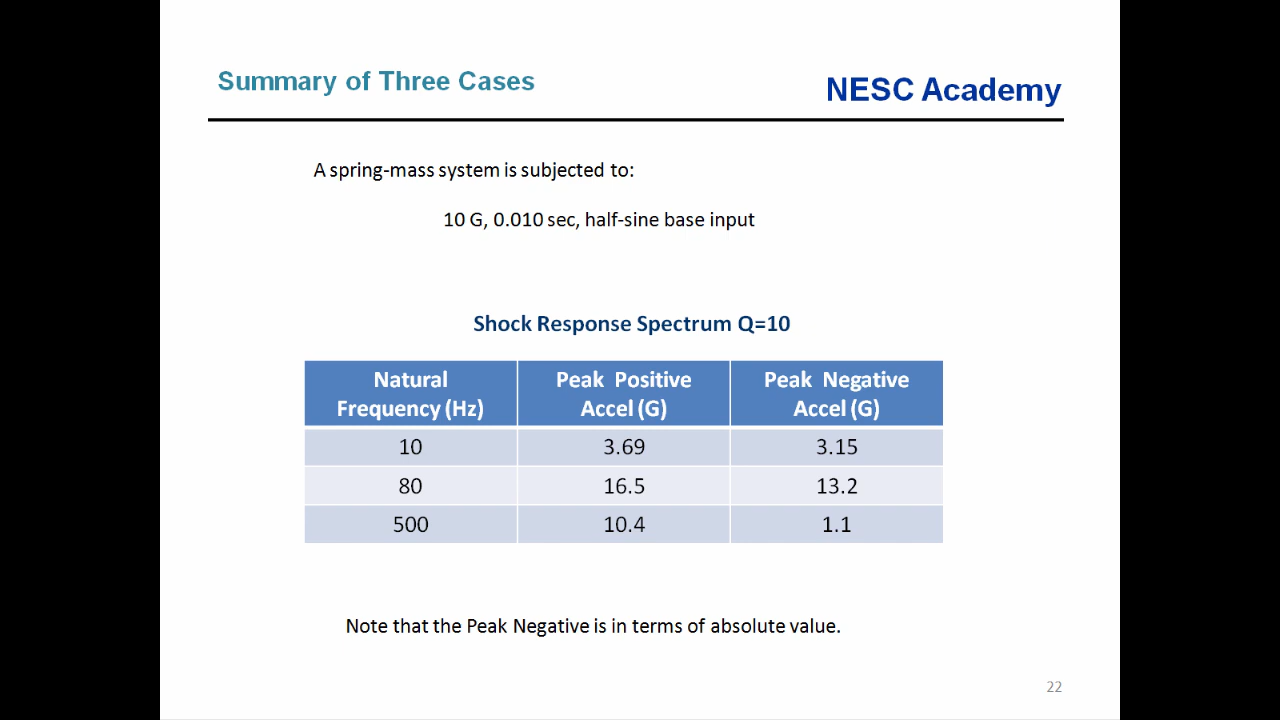 Summary of Three Cases
NESC Academy
A spring-mass system is subjected to:
10 G, 0.010 sec, half-sine base input
Shock Response Spectrum Q=10
Natural Frequency (Hz) Peak Positive Accel (G) Peak Negative Accel (G)
10 3.69 3.15
80 16.5 13.2
500 10.4 1.1
Note that the Peak Negative is in terms of absolute value.
22